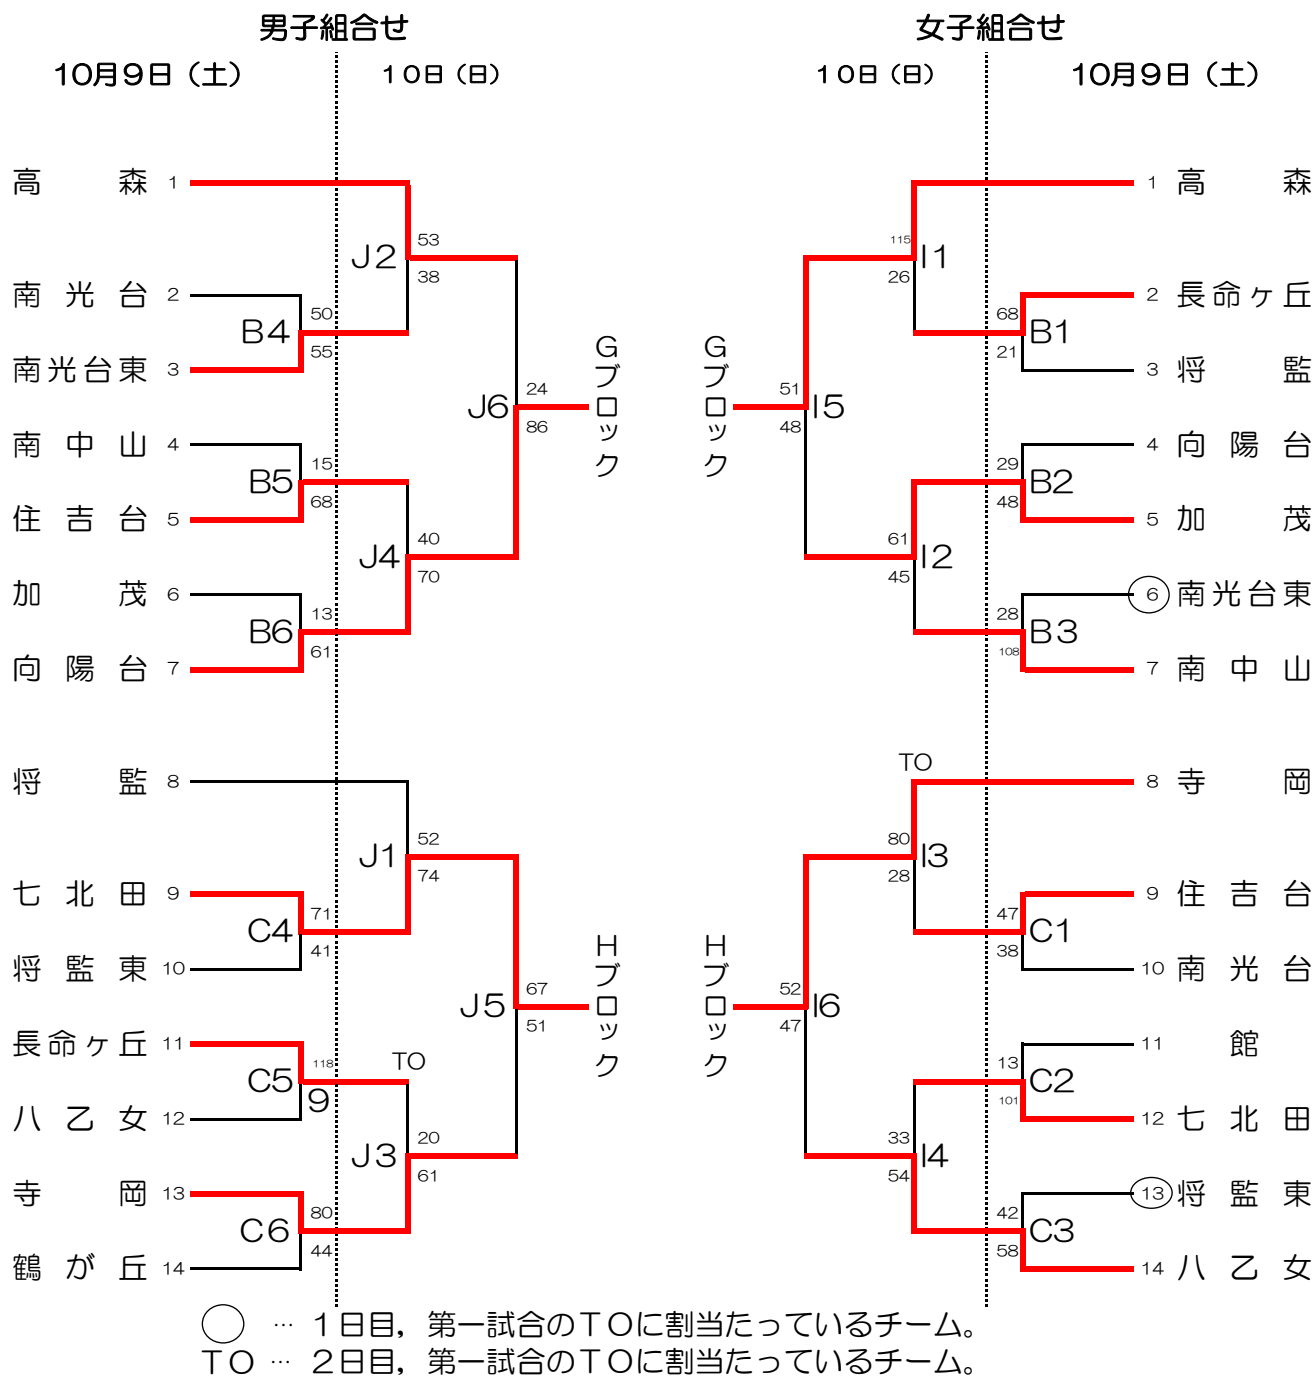 男子組合せ
10月9日（土）
10日（日）
高森 1
南光台 2
南光台東 3
南中山 4
住吉台 5
加茂 6
向陽台 7
将監 8
七北田 9
将監東 10
長命ヶ丘 11
八乙女 12
寺岡 13
鶴が丘 14
B4
50
55
B5
15
68
B6
13
61
C4
71
41
C5
118
9
C6
80
44
J2
53
38
J4
40
70
J1
52
74
TO
J3
20
61
J6
24
86
J5
67
51
Gブロック
Hブロック
女子組合せ
10日（日）
10月9日（土）
Gブロック
Hブロック
I5
51
48
I6
52
47
I1
115
26
I2
61
45
TO
I3
80
28
I4
33
54
B1
68
21
B2
29
48
B3
28
108
C1
47
38
C2
13
101
C3
42
58
1 高森
2 長命ヶ丘
3 将監
4 向陽台
5 加茂
6 南光台東
7 南中山
8 寺岡
9 住吉台
10 南光台
11 館
12 七北田
13 将監東
14 八乙女
◯ … 1日目，第一試合のTOに割当たっているチーム。
TO … 2日目，第一試合のTOに割当たっているチーム。